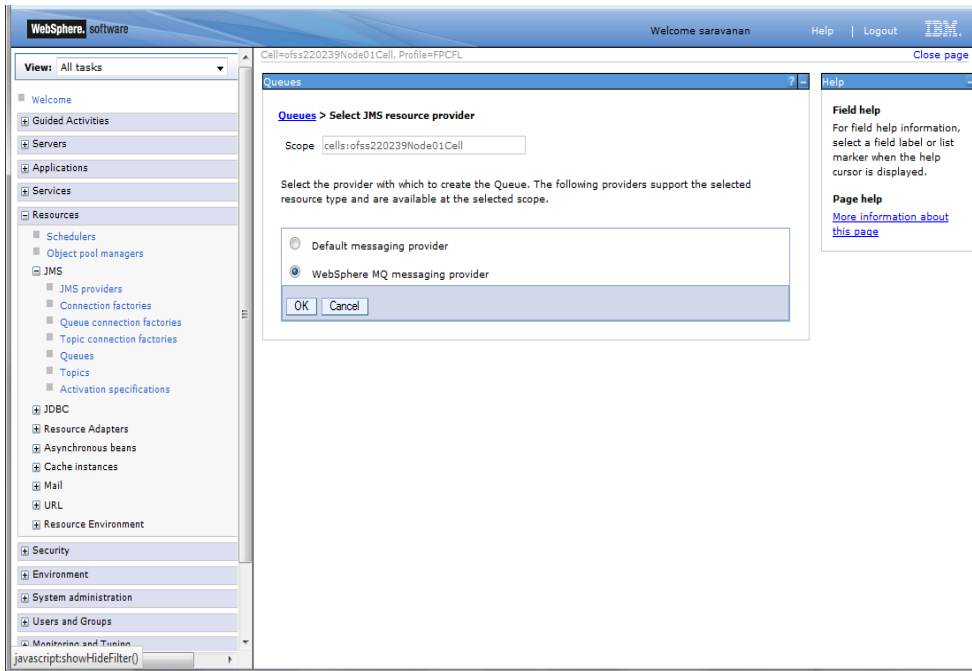 WebSphere. software
Welcome saravanan
Help | Logout
IBM.
View: All tasks
Welcome
Guided Activities
Servers
Applications
Services
Resources
Schedulers
Object pool managers
JMS
JMS providers
Connection factories
Queue connection factories
Topic connection factories
Queues
Topics
Activation specifications
JDBC
Resource Adapters
Asynchronous beans
Cache instances
Mail
URL
Resource Environment
Security
Environment
System administration
Users and Groups
Monitoring and Tuning
javascript:showHideFilter()
Cell=ofss220239Node01Cell, Profile=FPCFL
Close page
Queues ? -
Queues > Select JMS resource provider
Scope cells:ofss220239Node01Cell
Select the provider with which to create the Queue. The following providers support the selected
resource type and are available at the selected scope.
Default messaging provider
WebSphere MQ messaging provider
OK Cancel
Help
Field help
For field help information,
select a field label or list
marker when the help
cursor is displayed.
Page help
More information about
this page